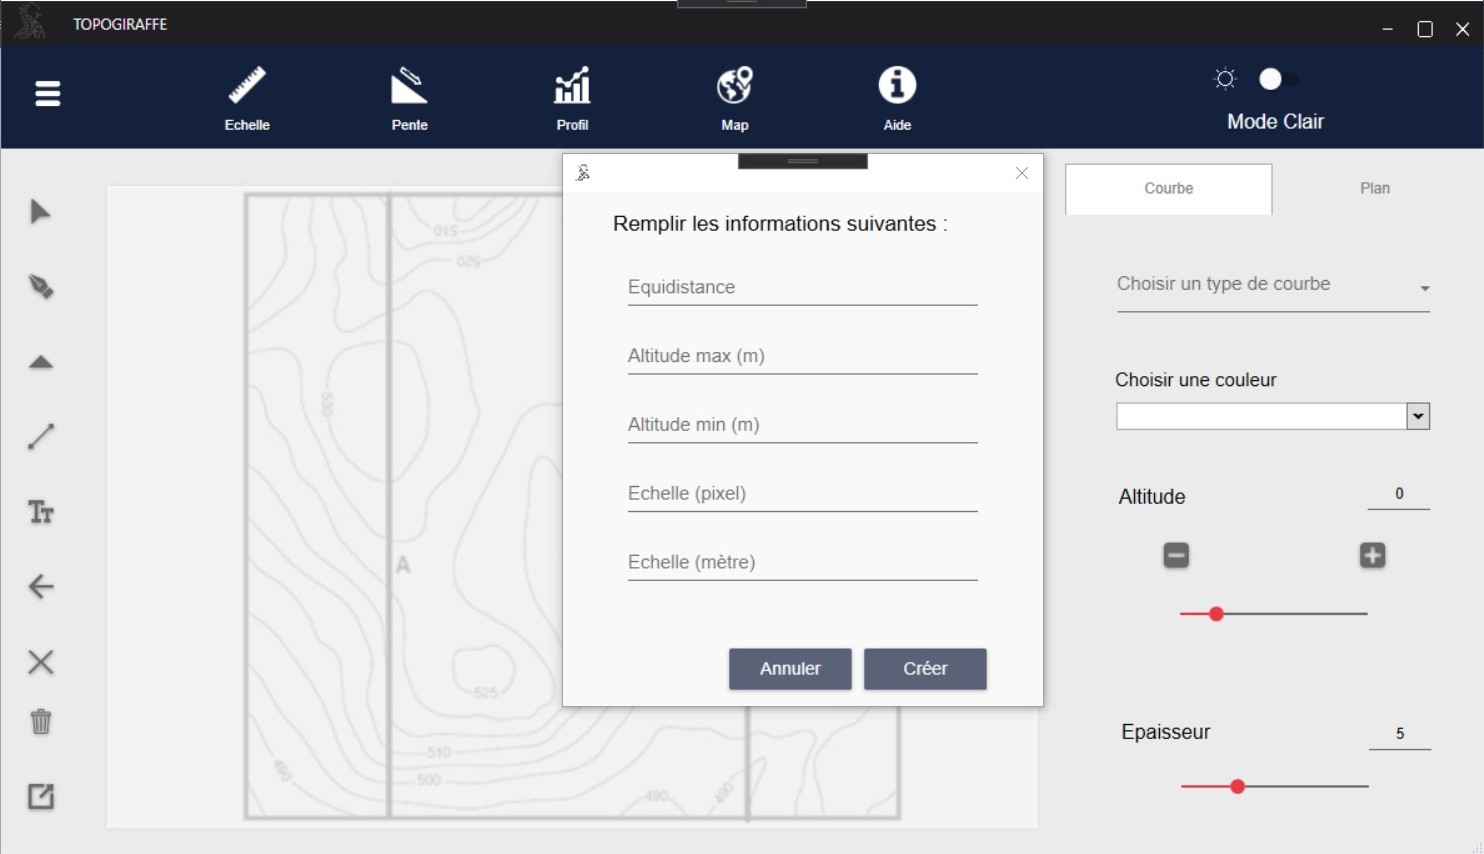 TOPOGIRAFFE
Echelle
Pente
Profil
Map
Aide
Mode Clair
Remplir les informations suivantes :
Equidistance
Altitude max (m)
Altitude min (m)
Echelle (pixel)
Echelle (mètre)
Annuler
Créer
Courbe
Plan
Choisir un type de courbe
Choisir une couleur
Altitude
0
Epaisseur
5
Tт
510
520
530
A
525
510
500
490
490
490